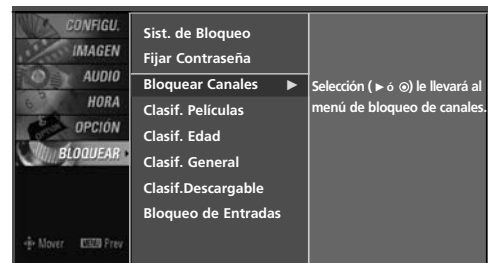 CONFIGU.
IMAGEN
AUDIO
HORA
OPCIÓN
BLOQUEAR
Mover MENU Prev
Sist. de Bloqueo
Fijar Contraseña
Bloquear Canales ►
Clasif. Películas
Clasif. Edad
Clasif. General
Clasif.Descargable
Bloqueo de Entradas
Selección ( ► ó ◉) le llevará al
menú de bloqueo de canales.